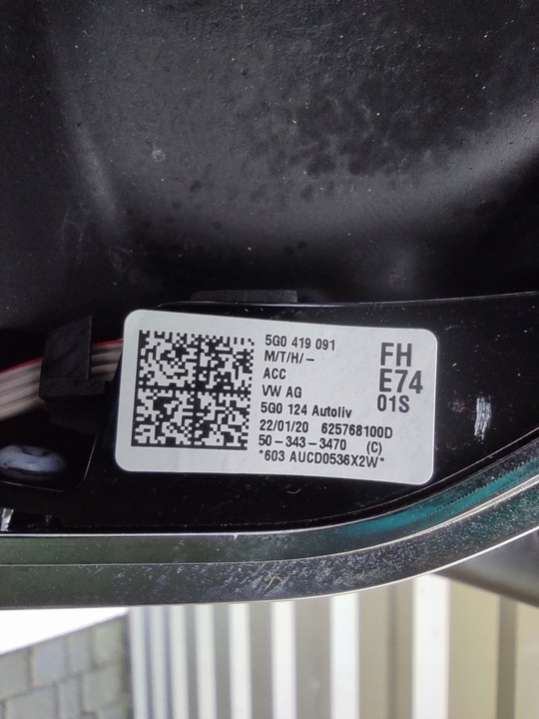 5G0 419 091
M/T/H/-
ACC
VW AG
5G0 124 Autoliv
22/01/20 625768100D
50-343-3470 (C)
*603 AUCD0536X2W*
FH
E74
01S